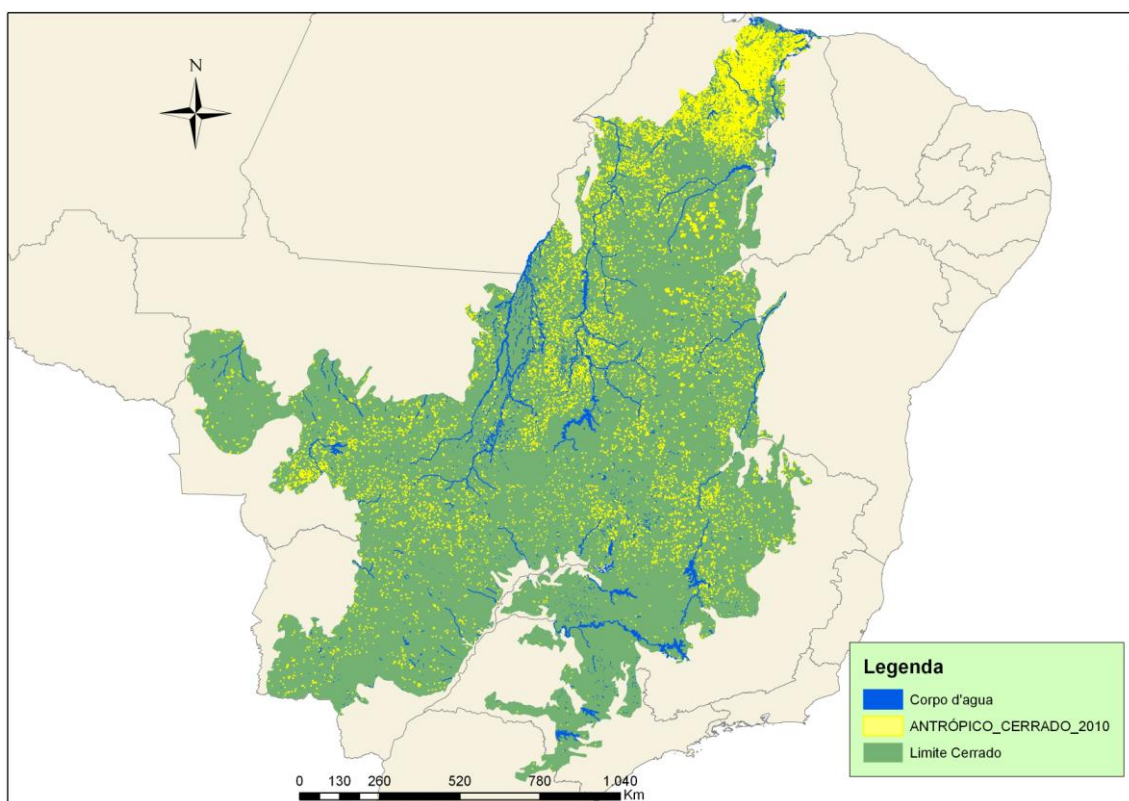 N
Legenda
Corpo d'agua
ANTRÓPICO_CERRADO_2010
Limite Cerrado
0 130 260 520 780 1.040
Km